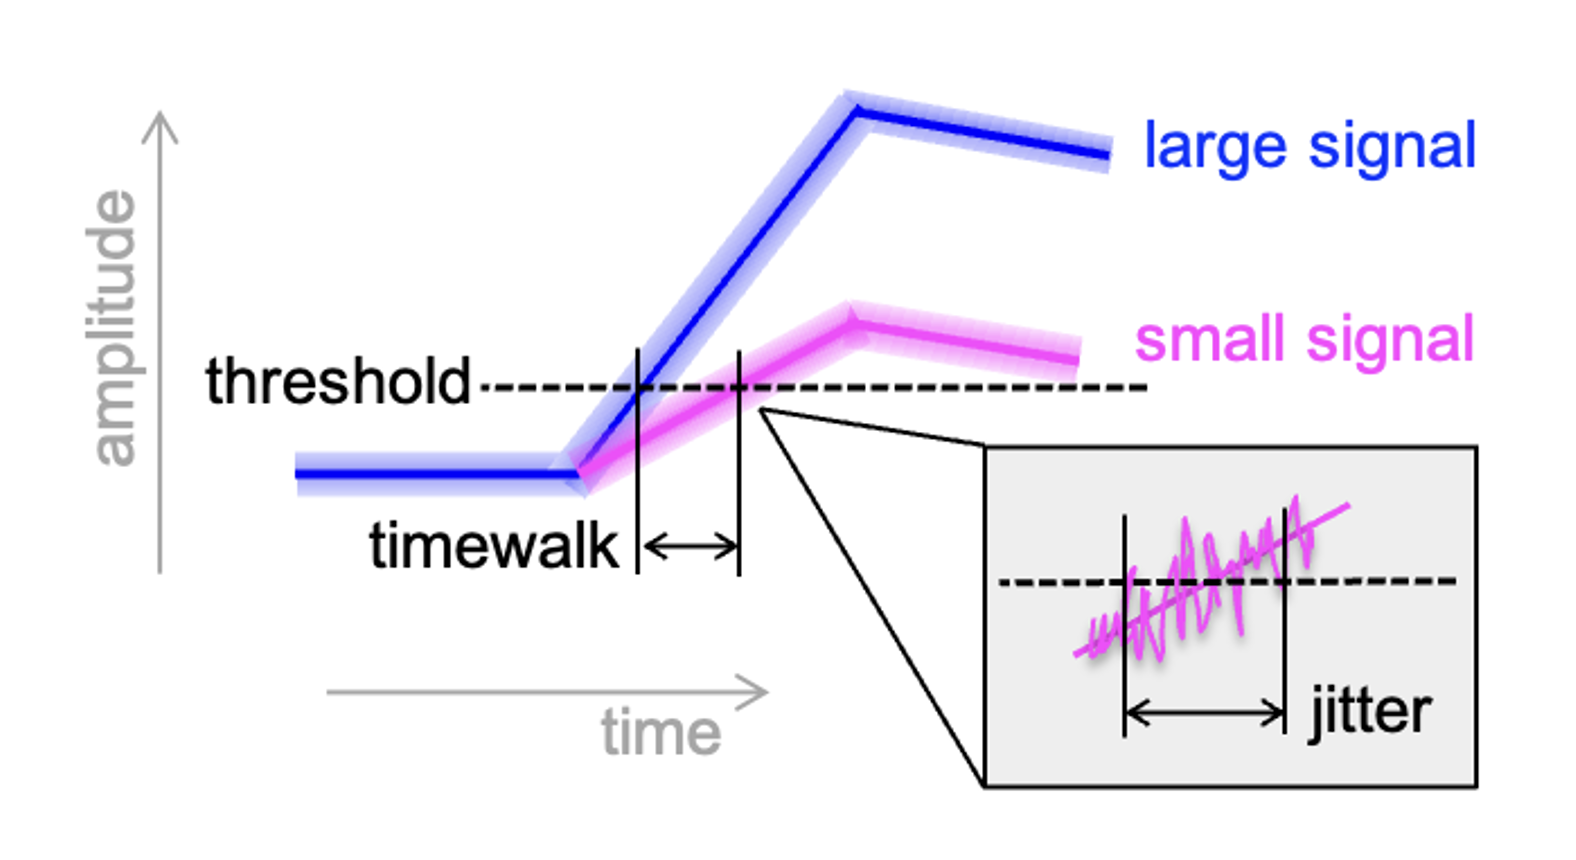 large signal
small signal
amplitude
threshold
timewalk
jitter
time